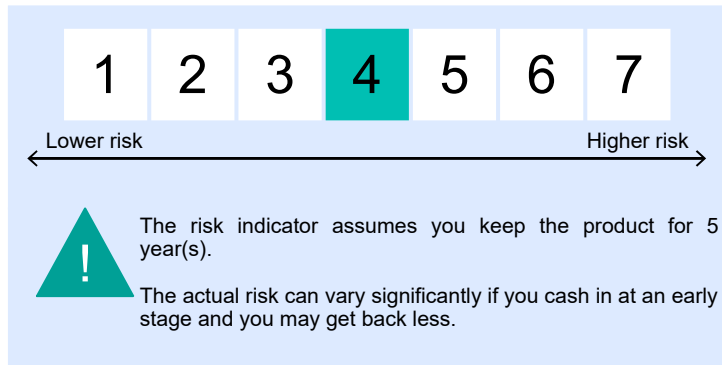 1 2 3 4 5 6 7
Lower risk Higher risk
!
The risk indicator assumes you keep the product for 5
year(s).
The actual risk can vary significantly if you cash in at an early
stage and you may get back less.